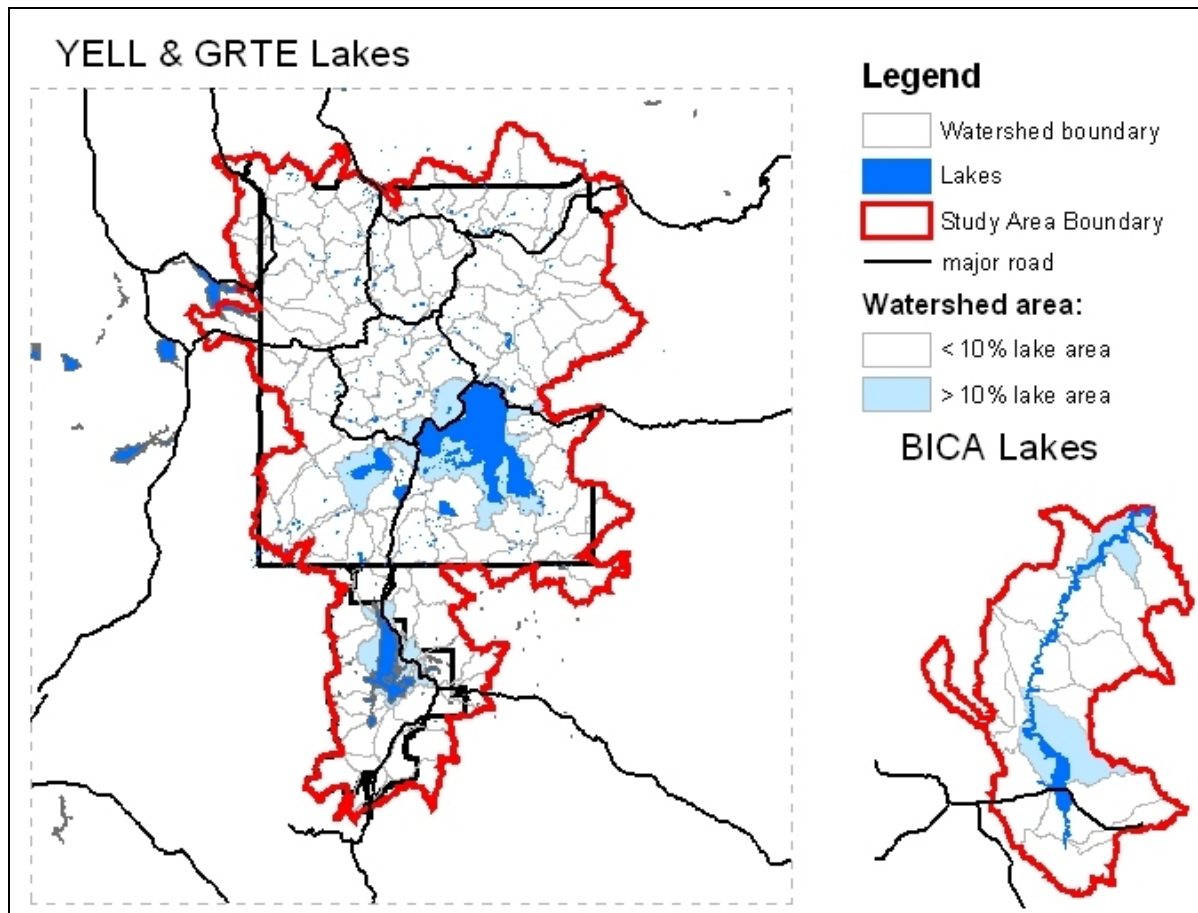 YELL & GRTE Lakes
Legend
Watershed boundary
Lakes
Study Area Boundary
major road
Watershed area:
< 10% lake area
> 10% lake area
BICA Lakes